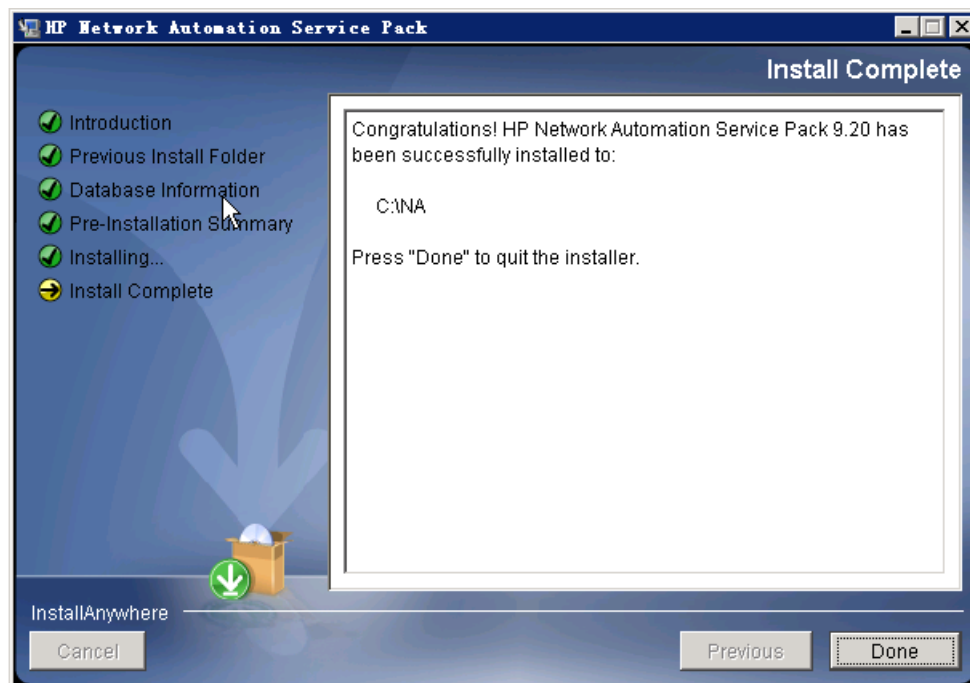 HP Network Automation Service Pack
Install Complete
Introduction
Previous Install Folder
Database Information
Pre-Installation Summary
Installing...
Install Complete
Congratulations! HP Network Automation Service Pack 9.20 has
been successfully installed to:
C:\NA
Press "Done" to quit the installer.
InstallAnywhere
Cancel
Previous
Done